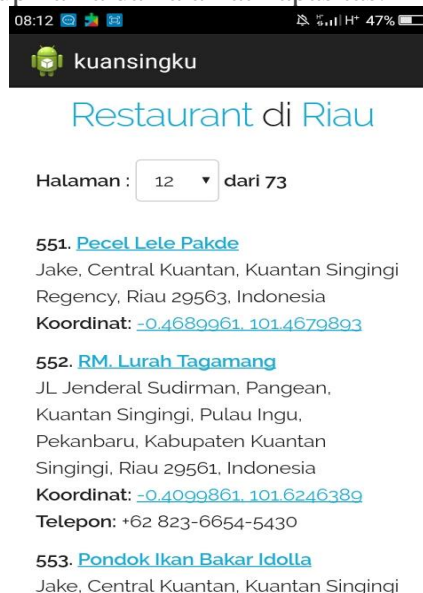 08:12 H+ 47%
kuansingku
Restaurant di Riau
Halaman : 12 dari 73
551. Pecel Lele Pakde
Jake, Central Kuantan, Kuantan Singingi
Regency, Riau 29563, Indonesia
Koordinat: -0.4689961, 101.4679893
552. RM. Lurah Tagamang
JL Jenderal Sudirman, Pangean,
Kuantan Singingi, Pulau Ingu,
Pekanbaru, Kabupaten Kuantan
Singingi, Riau 29561, Indonesia
Koordinat: -0.4099861, 101.6246389
Telepon: +62 823-6654-5430
553. Pondok Ikan Bakar Idolla
Jake, Central Kuantan, Kuantan Singingi